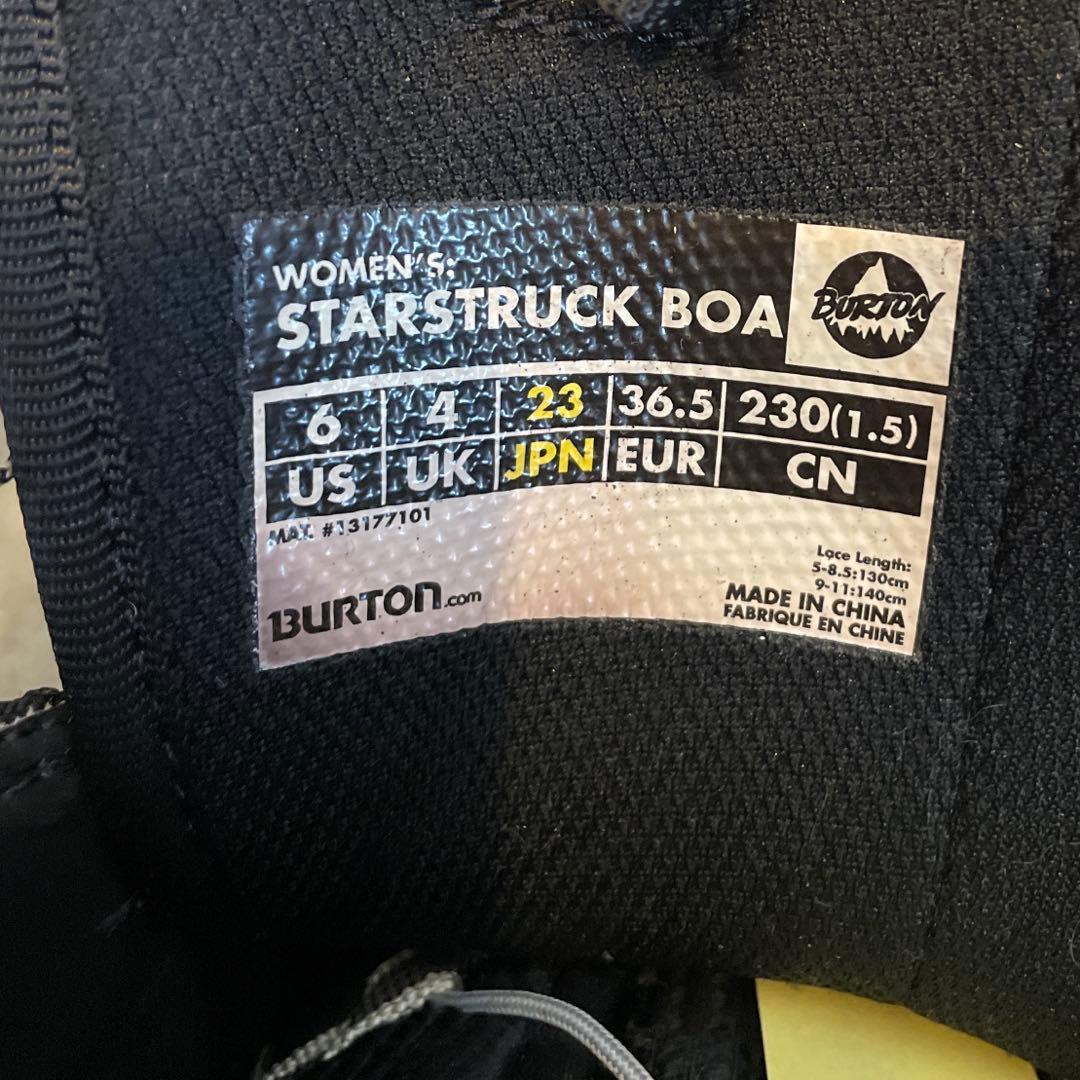 WOMEN'S:
STARSTRUCK BOA
BURTON
6 4 23 36.5 230(1.5)
US UK JPN EUR CN
MAT. #13177101
Lace Length:
5-8.5:130cm
9-11:140cm
BURTON.com
MADE IN CHINA
FABRIQUE EN CHINE